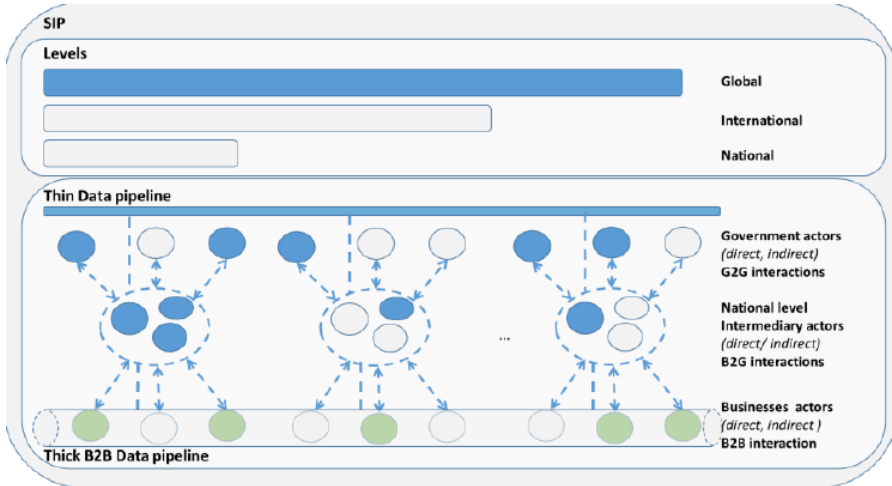 SIP
Levels
Global
International
National
Thin Data pipeline
Government actors
(direct, indirect)
G2G interactions
National level
Intermediary actors
(direct/ indirect)
B2G interactions
...
Businesses actors
(direct, indirect )
B2B interaction
Thick B2B Data pipeline